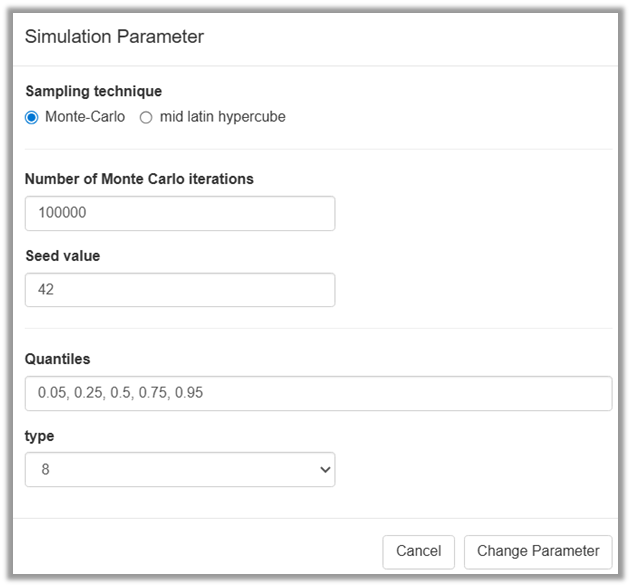 Simulation Parameter
Sampling technique
Monte-Carlo mid latin hypercube
Number of Monte Carlo iterations
100000
Seed value
42
Quantiles
0.05, 0.25, 0.5, 0.75, 0.95
type
8
Cancel Change Parameter